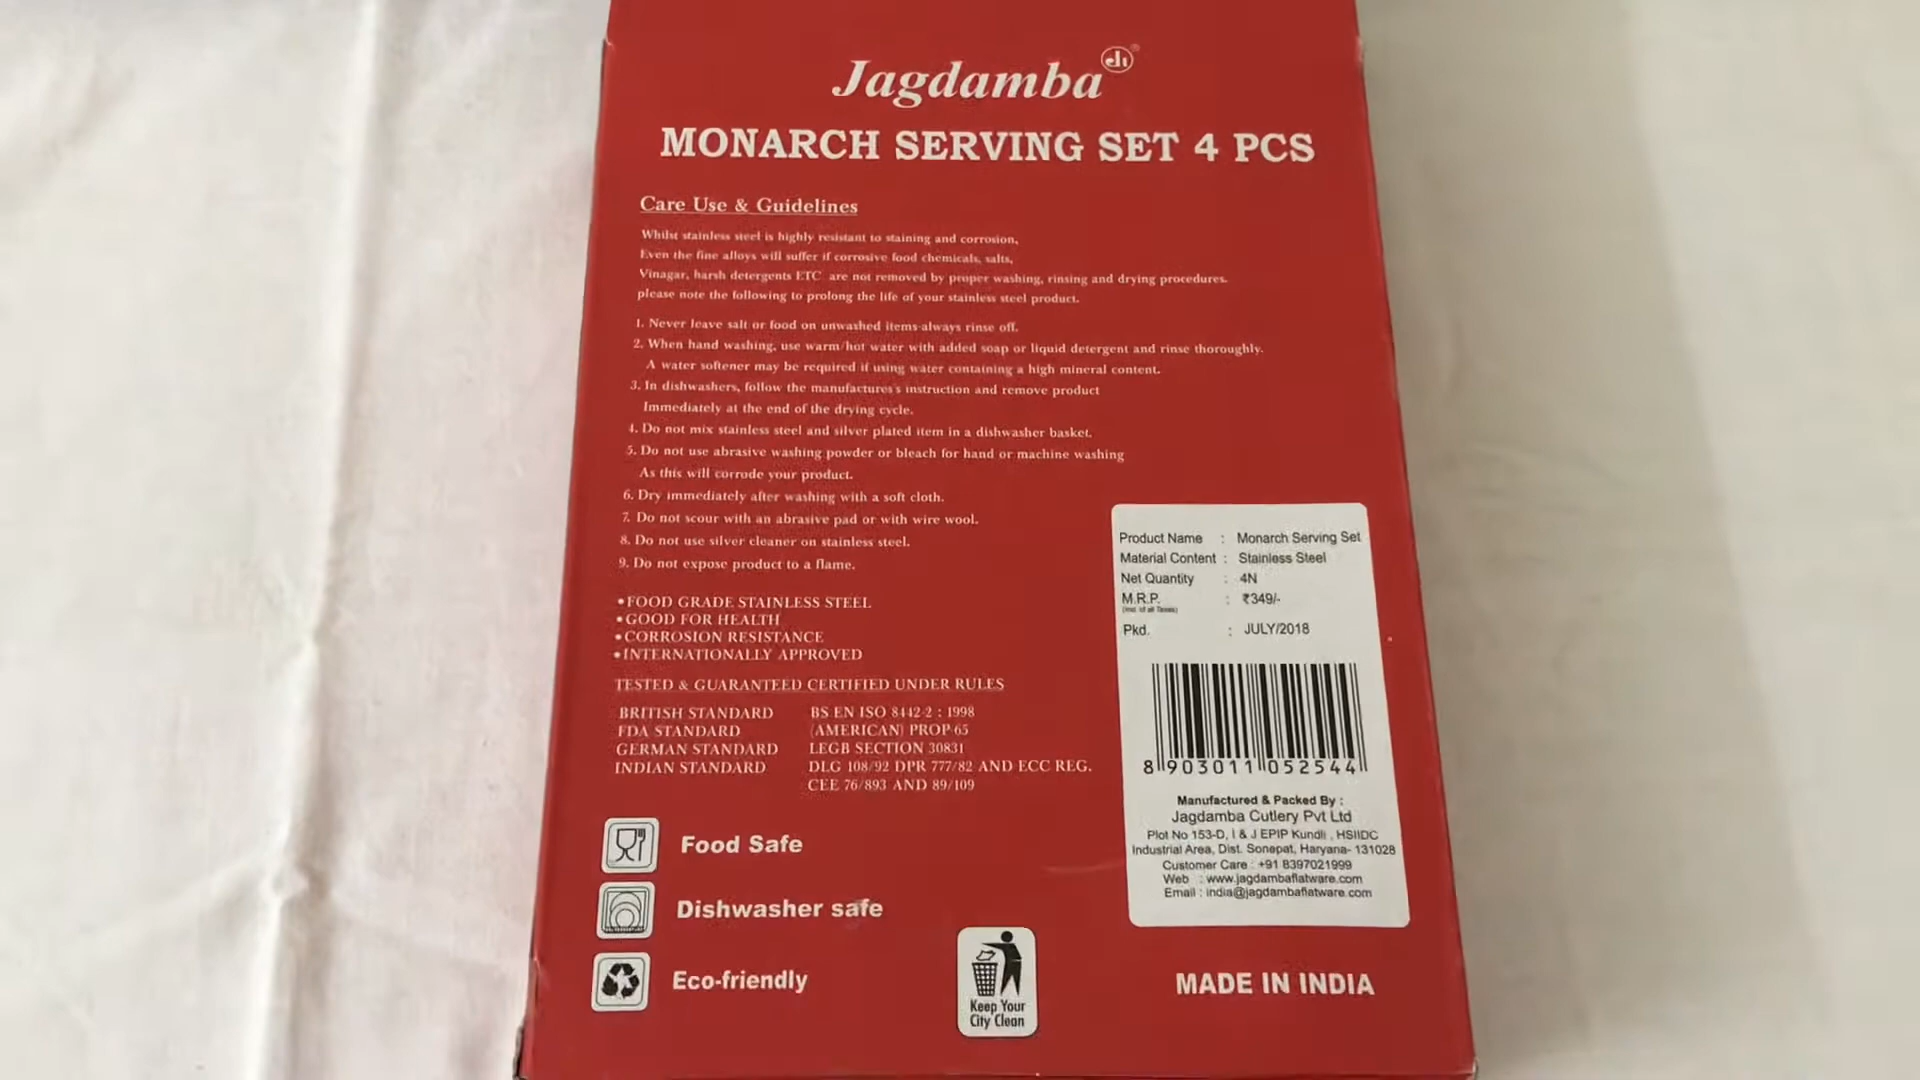 Jagdamba
MONARCH SERVING SET 4 PCS
Care Use & Guidelines
Whilst stainless steel is highly resistant to staining and corrosion,
Even the fine alloys will suffer if corrosive food chemicals, salts,
Vinagar, harsh detergents ETC are not removed by proper washing, rinsing and drying procedures.
please note the following to prolong the life of your stainless steel product.
1. Never leave salt or food on unwashed items-always rinse off.
2. When hand washing, use warm/hot water with added soap or liquid detergent and rinse thoroughly.
A water softener may be required if using water containing a high mineral content.
3. In dishwashers, follow the manufactures's instruction and remove product
Immediately at the end of the drying cycle.
4. Do not mix stainless steel and silver plated item in a dishwasher basket.
5. Do not use abrasive washing powder or bleach for hand or machine washing
As this will corrode your product.
6. Dry immediately after washing with a soft cloth.
7. Do not scour with an abrasive pad or with wire wool.
8. Do not use silver cleaner on stainless steel.
9. Do not expose product to a flame.
•FOOD GRADE STAINLESS STEEL
•GOOD FOR HEALTH
•CORROSION RESISTANCE
•INTERNATIONALLY APPROVED
TESTED & GUARANTEED CERTIFIED UNDER RULES
BRITISH STANDARD BS EN ISO 8442-2 : 1998
FDA STANDARD (AMERICAN) PROP 65
GERMAN STANDARD LEGB SECTION 30831
INDIAN STANDARD DLG 108/92 DPR 777/82 AND ECC REG.
CEE 76/893 AND 89/109
Food Safe
Dishwasher safe
Eco-friendly
Keep Your
City Clean
Product Name : Monarch Serving Set
Material Content : Stainless Steel
Net Quantity : 4N
M.R.P. : ₹349/-
(Incl. of all Taxes)
Pkd. : JULY/2018
8 903011 052544
Manufactured & Packed By :
Jagdamba Cutlery Pvt Ltd
Plot No 153-D, I & J EPIP Kundli , HSIIDC
Industrial Area, Dist. Sonepat, Haryana- 131028
Customer Care : +91 8397021999
Web : www.jagdambaflatware.com
Email : india@jagdambaflatware.com
MADE IN INDIA